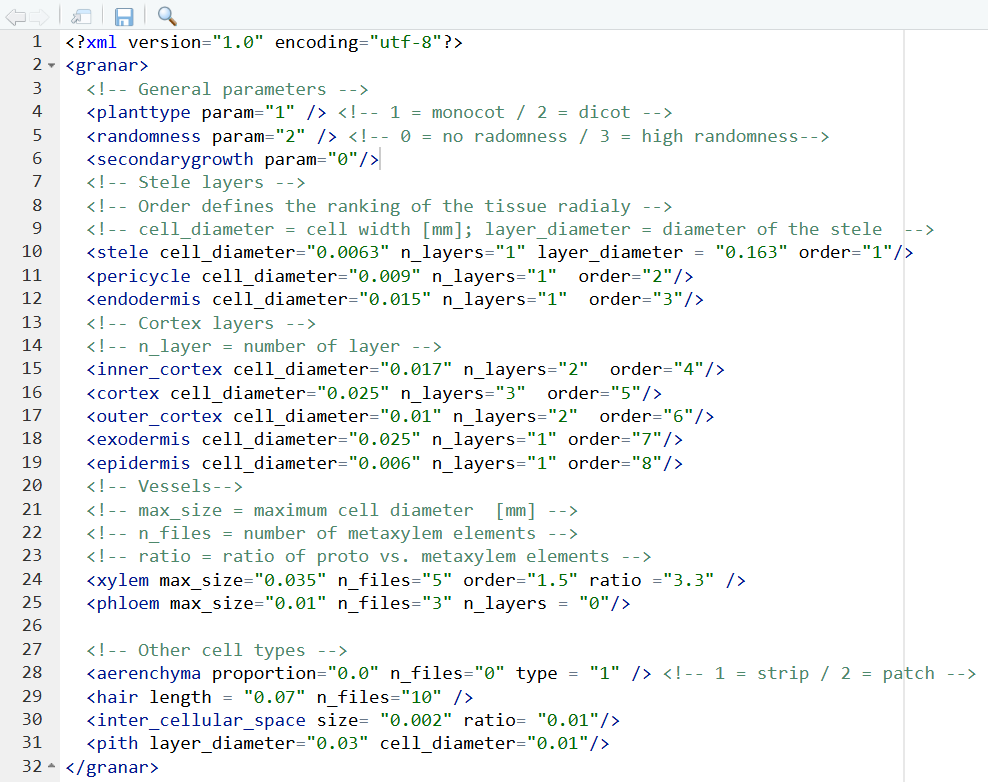 1 <?xml version="1.0" encoding="utf-8"?>
2 <granar>
3 <!-- General parameters -->
4 <planttype param="1" /> <!-- 1 = monocot / 2 = dicot -->
5 <randomness param="2" /> <!-- 0 = no radomness / 3 = high randomness-->
6 <secondarygrowth param="0"/>
7 <!-- Stele layers -->
8 <!-- Order defines the ranking of the tissue radialy -->
9 <!-- cell_diameter = cell width [mm]; layer_diameter = diameter of the stele  -->
10 <stele cell_diameter="0.0063" n_layers="1" layer_diameter = "0.163" order="1"/>
11 <pericycle cell_diameter="0.009" n_layers="1"  order="2"/>
12 <endodermis cell_diameter="0.015" n_layers="1"  order="3"/>
13 <!-- Cortex layers -->
14 <!-- n_layer = number of layer -->
15 <inner_cortex cell_diameter="0.017" n_layers="2"  order="4"/>
16 <cortex cell_diameter="0.025" n_layers="3"  order="5"/>
17 <outer_cortex cell_diameter="0.01" n_layers="2"  order="6"/>
18 <exodermis cell_diameter="0.025" n_layers="1" order="7"/>
19 <epidermis cell_diameter="0.006" n_layers="1" order="8"/>
20 <!-- Vessels-->
21 <!-- max_size = maximum cell diameter  [mm] -->
22 <!-- n_files = number of metaxylem elements -->
23 <!-- ratio = ratio of proto vs. metaxylem elements -->
24 <xylem max_size="0.035" n_files="5" order="1.5" ratio ="3.3" />
25 <phloem max_size="0.01" n_files="3" n_layers = "0"/>
26
27 <!-- Other cell types -->
28 <aerenchyma proportion="0.0" n_files="0" type = "1" /> <!-- 1 = strip / 2 = patch -->
29 <hair length = "0.07" n_files="10" />
30 <inter_cellular_space size= "0.002" ratio= "0.01"/>
31 <pith layer_diameter="0.03" cell_diameter="0.01"/>
32 </granar>